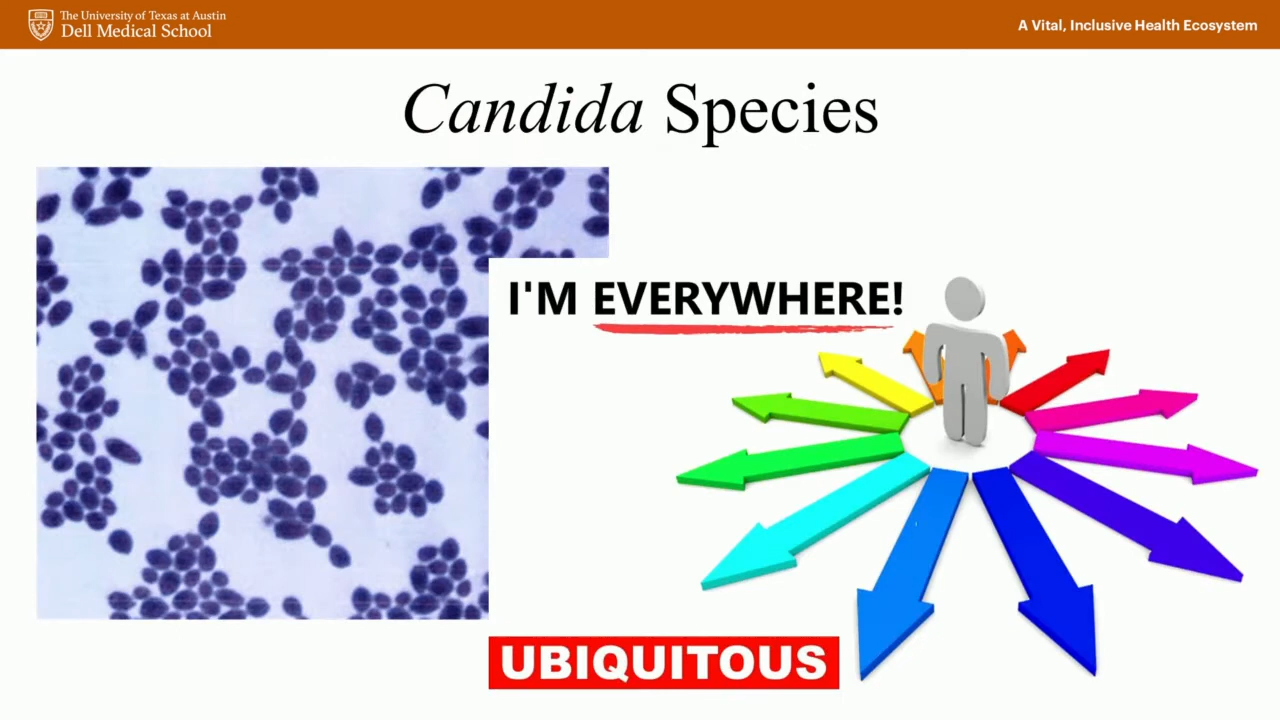 The University of Texas at Austin
Dell Medical School
A Vital, Inclusive Health Ecosystem
Candida Species
I'M EVERYWHERE!
UBIQUITOUS